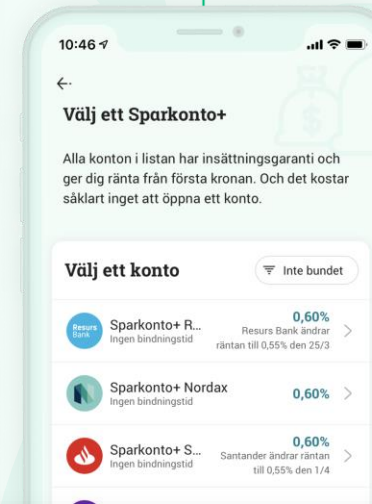 10:46
Välj ett Sparkonto+
Alla konton i listan har insättningsgaranti och
ger dig ränta från första kronan. Och det kostar
såklart inget att öppna ett konto.
Välj ett konto
Inte bundet
Resurs
Bank
Sparkonto+ R...
Ingen bindningstid
0,60%
Resurs Bank ändrar
räntan till 0,55% den 25/3
Sparkonto+ Nordax
Ingen bindningstid
0,60%
Sparkonto+ S...
Ingen bindningstid
0,60%
Santander ändrar räntan
till 0,55% den 1/4